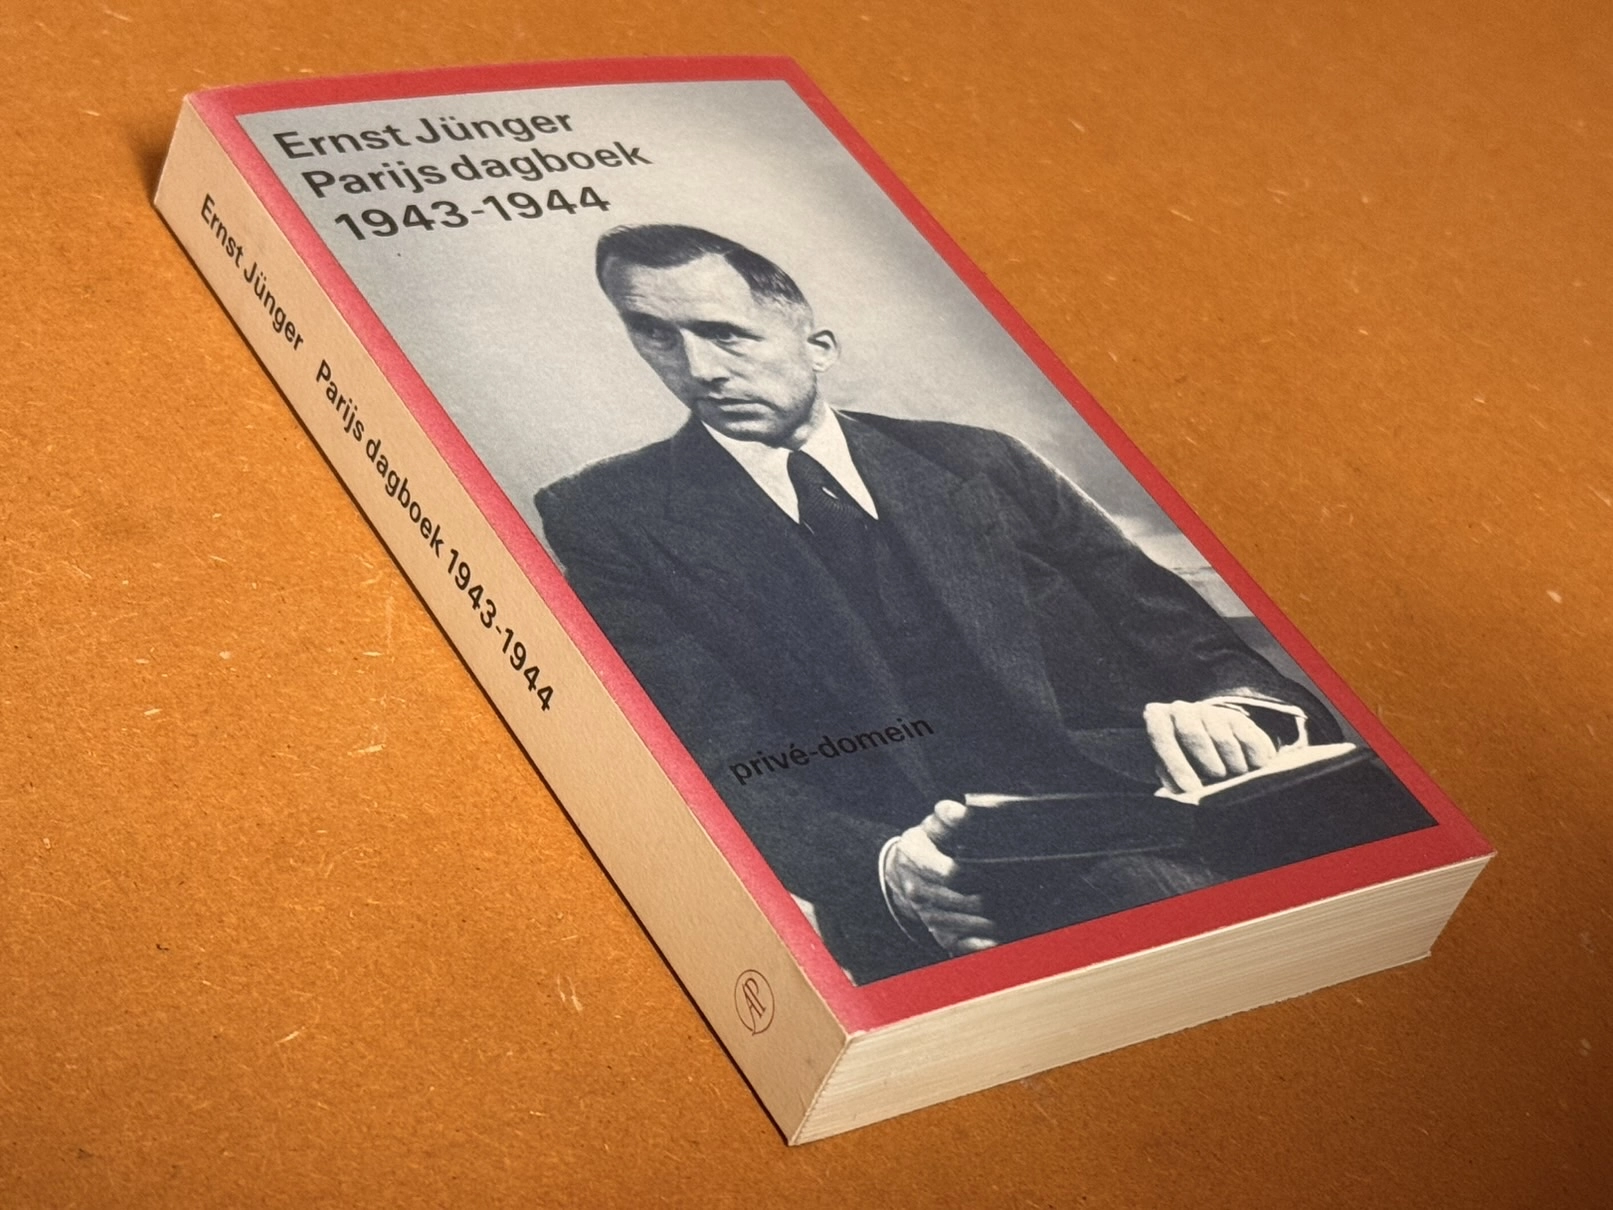 Ernst Jünger
Parijs dagboek
1943-1944
privé-domein
Ernst Jünger Parijs dagboek 1943-1944
AP